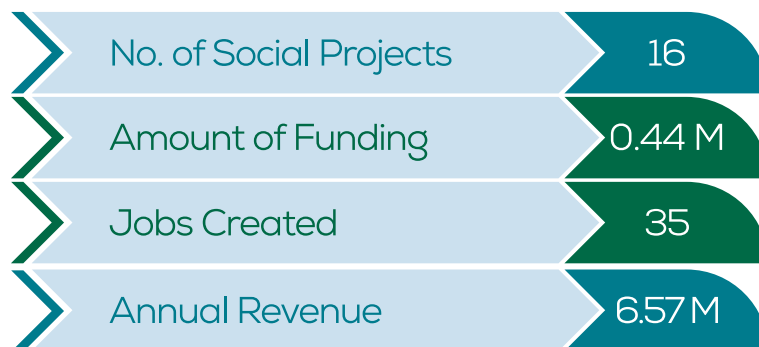 No. of Social Projects 16
Amount of Funding 0.44 M
Jobs Created 35
Annual Revenue 6.57 M